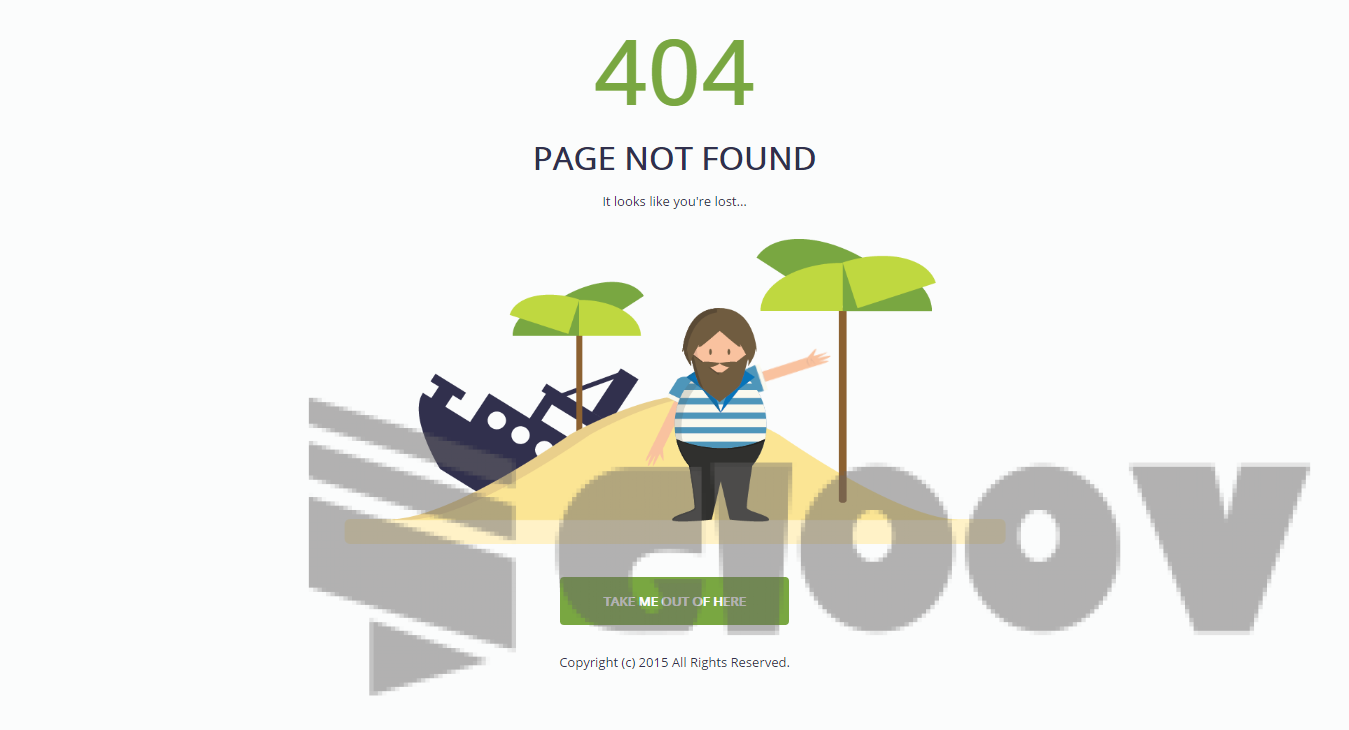 404
PAGE NOT FOUND
It looks like you're lost...
Gloov
TAKE ME OUT OF HERE
Copyright (c) 2015 All Rights Reserved.